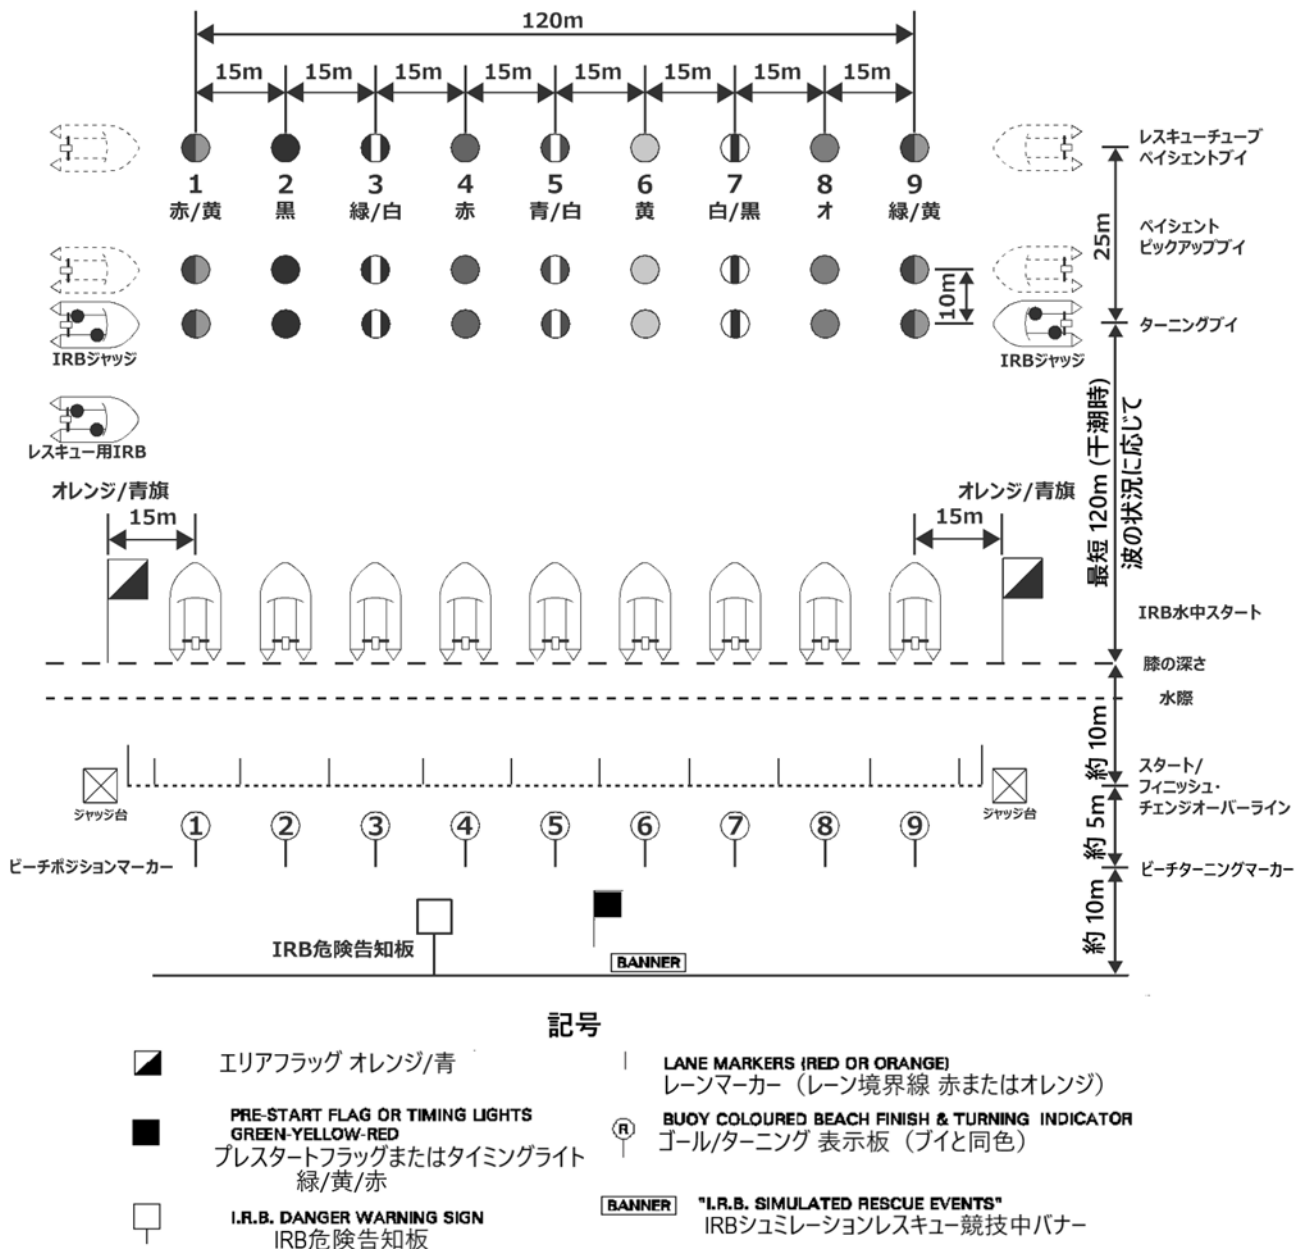 120m
15m 15m 15m 15m 15m 15m 15m 15m
レスキューチューブ
ペイシェントブイ
1 2 3 4 5 6 7 8 9
赤/黄 黒 緑/白 赤 青/白 黄 白/黒 オ 緑/黄
25m
ペイシェント
ピックアップブイ
10m
ターニングブイ
IRBジャッジ IRBジャッジ
レスキュー用IRB
最短 120m (干潮時)
波の状況に応じて
オレンジ/青旗 オレンジ/青旗
15m 15m
IRB水中スタート
膝の深さ
水際
約 10m
スタート/
フィニッシュ・
チェンジオーバーライン
ジャッジ台 ジャッジ台
約 5m
1 2 3 4 5 6 7 8 9
ビーチポジションマーカー ビーチターニングマーカー
約 10m
IRB危険告知板
BANNER
記号
エリアフラッグ オレンジ/青
PRE-START FLAG OR TIMING LIGHTS
GREEN-YELLOW-RED
プレスタートフラッグまたはタイミングライト
緑/黄/赤
I.R.B. DANGER WARNING SIGN
IRB危険告知板
LANE MARKERS (RED OR ORANGE)
レーンマーカー（レーン境界線 赤またはオレンジ）
R
BUOY COLOURED BEACH FINISH & TURNING INDICATOR
ゴール/ターニング 表示板（ブイと同色）
BANNER "I.R.B. SIMULATED RESCUE EVENTS"
IRBシュミレーションレスキュー競技中バナー